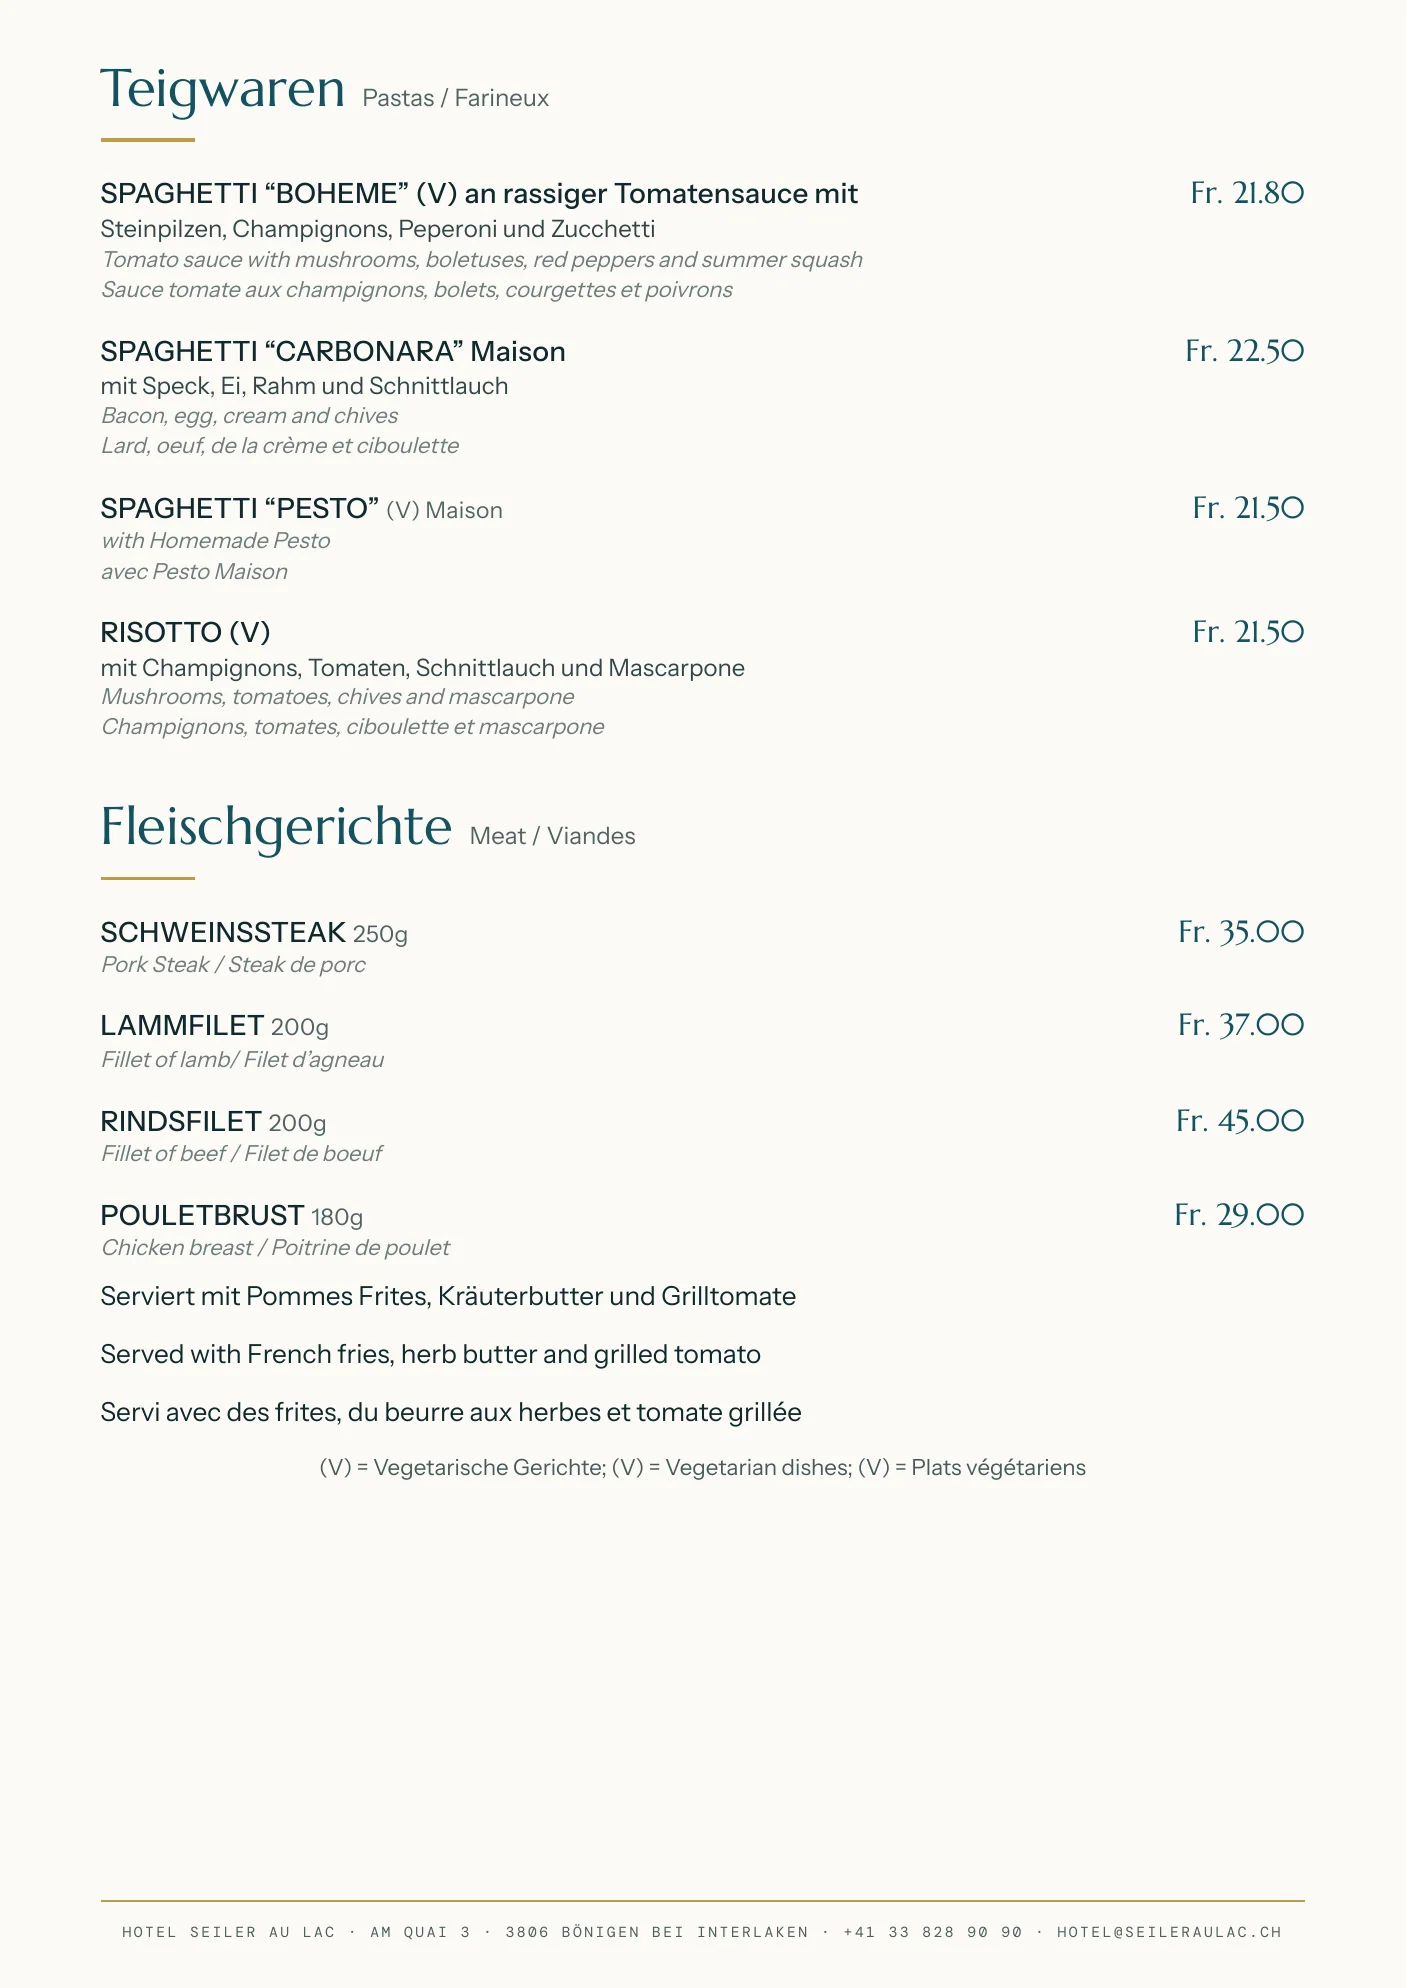 Teigwaren Pastas / Farineux
SPAGHETTI “BOHEME” (V) an rassiger Tomatensauce mit Fr. 21.80
Steinpilzen, Champignons, Peperoni und Zucchetti
Tomato sauce with mushrooms, boletuses, red peppers and summer squash
Sauce tomate aux champignons, bolets, courgettes et poivrons
SPAGHETTI “CARBONARA” Maison Fr. 22.50
mit Speck, Ei, Rahm und Schnittlauch
Bacon, egg, cream and chives
Lard, oeuf, de la crème et ciboulette
SPAGHETTI “PESTO” (V) Maison Fr. 21.50
with Homemade Pesto
avec Pesto Maison
RISOTTO (V) Fr. 21.50
mit Champignons, Tomaten, Schnittlauch und Mascarpone
Mushrooms, tomatoes, chives and mascarpone
Champignons, tomates, ciboulette et mascarpone
Fleischgerichte Meat / Viandes
SCHWEINSSTEAK 250g Fr. 35.00
Pork Steak / Steak de porc
LAMMFILET 200g Fr. 37.00
Fillet of lamb/ Filet d’agneau
RINDSFILET 200g Fr. 45.00
Fillet of beef / Filet de boeuf
POULETBRUST 180g Fr. 29.00
Chicken breast / Poitrine de poulet
Serviert mit Pommes Frites, Kräuterbutter und Grilltomate
Served with French fries, herb butter and grilled tomato
Servi avec des frites, du beurre aux herbes et tomate grillée
(V) = Vegetarische Gerichte; (V) = Vegetarian dishes; (V) = Plats végétariens
HOTEL SEILER AU LAC · AM QUAI 3 · 3806 BÖNIGEN BEI INTERLAKEN · +41 33 828 90 90 · HOTEL@SEILERAULAC.CH